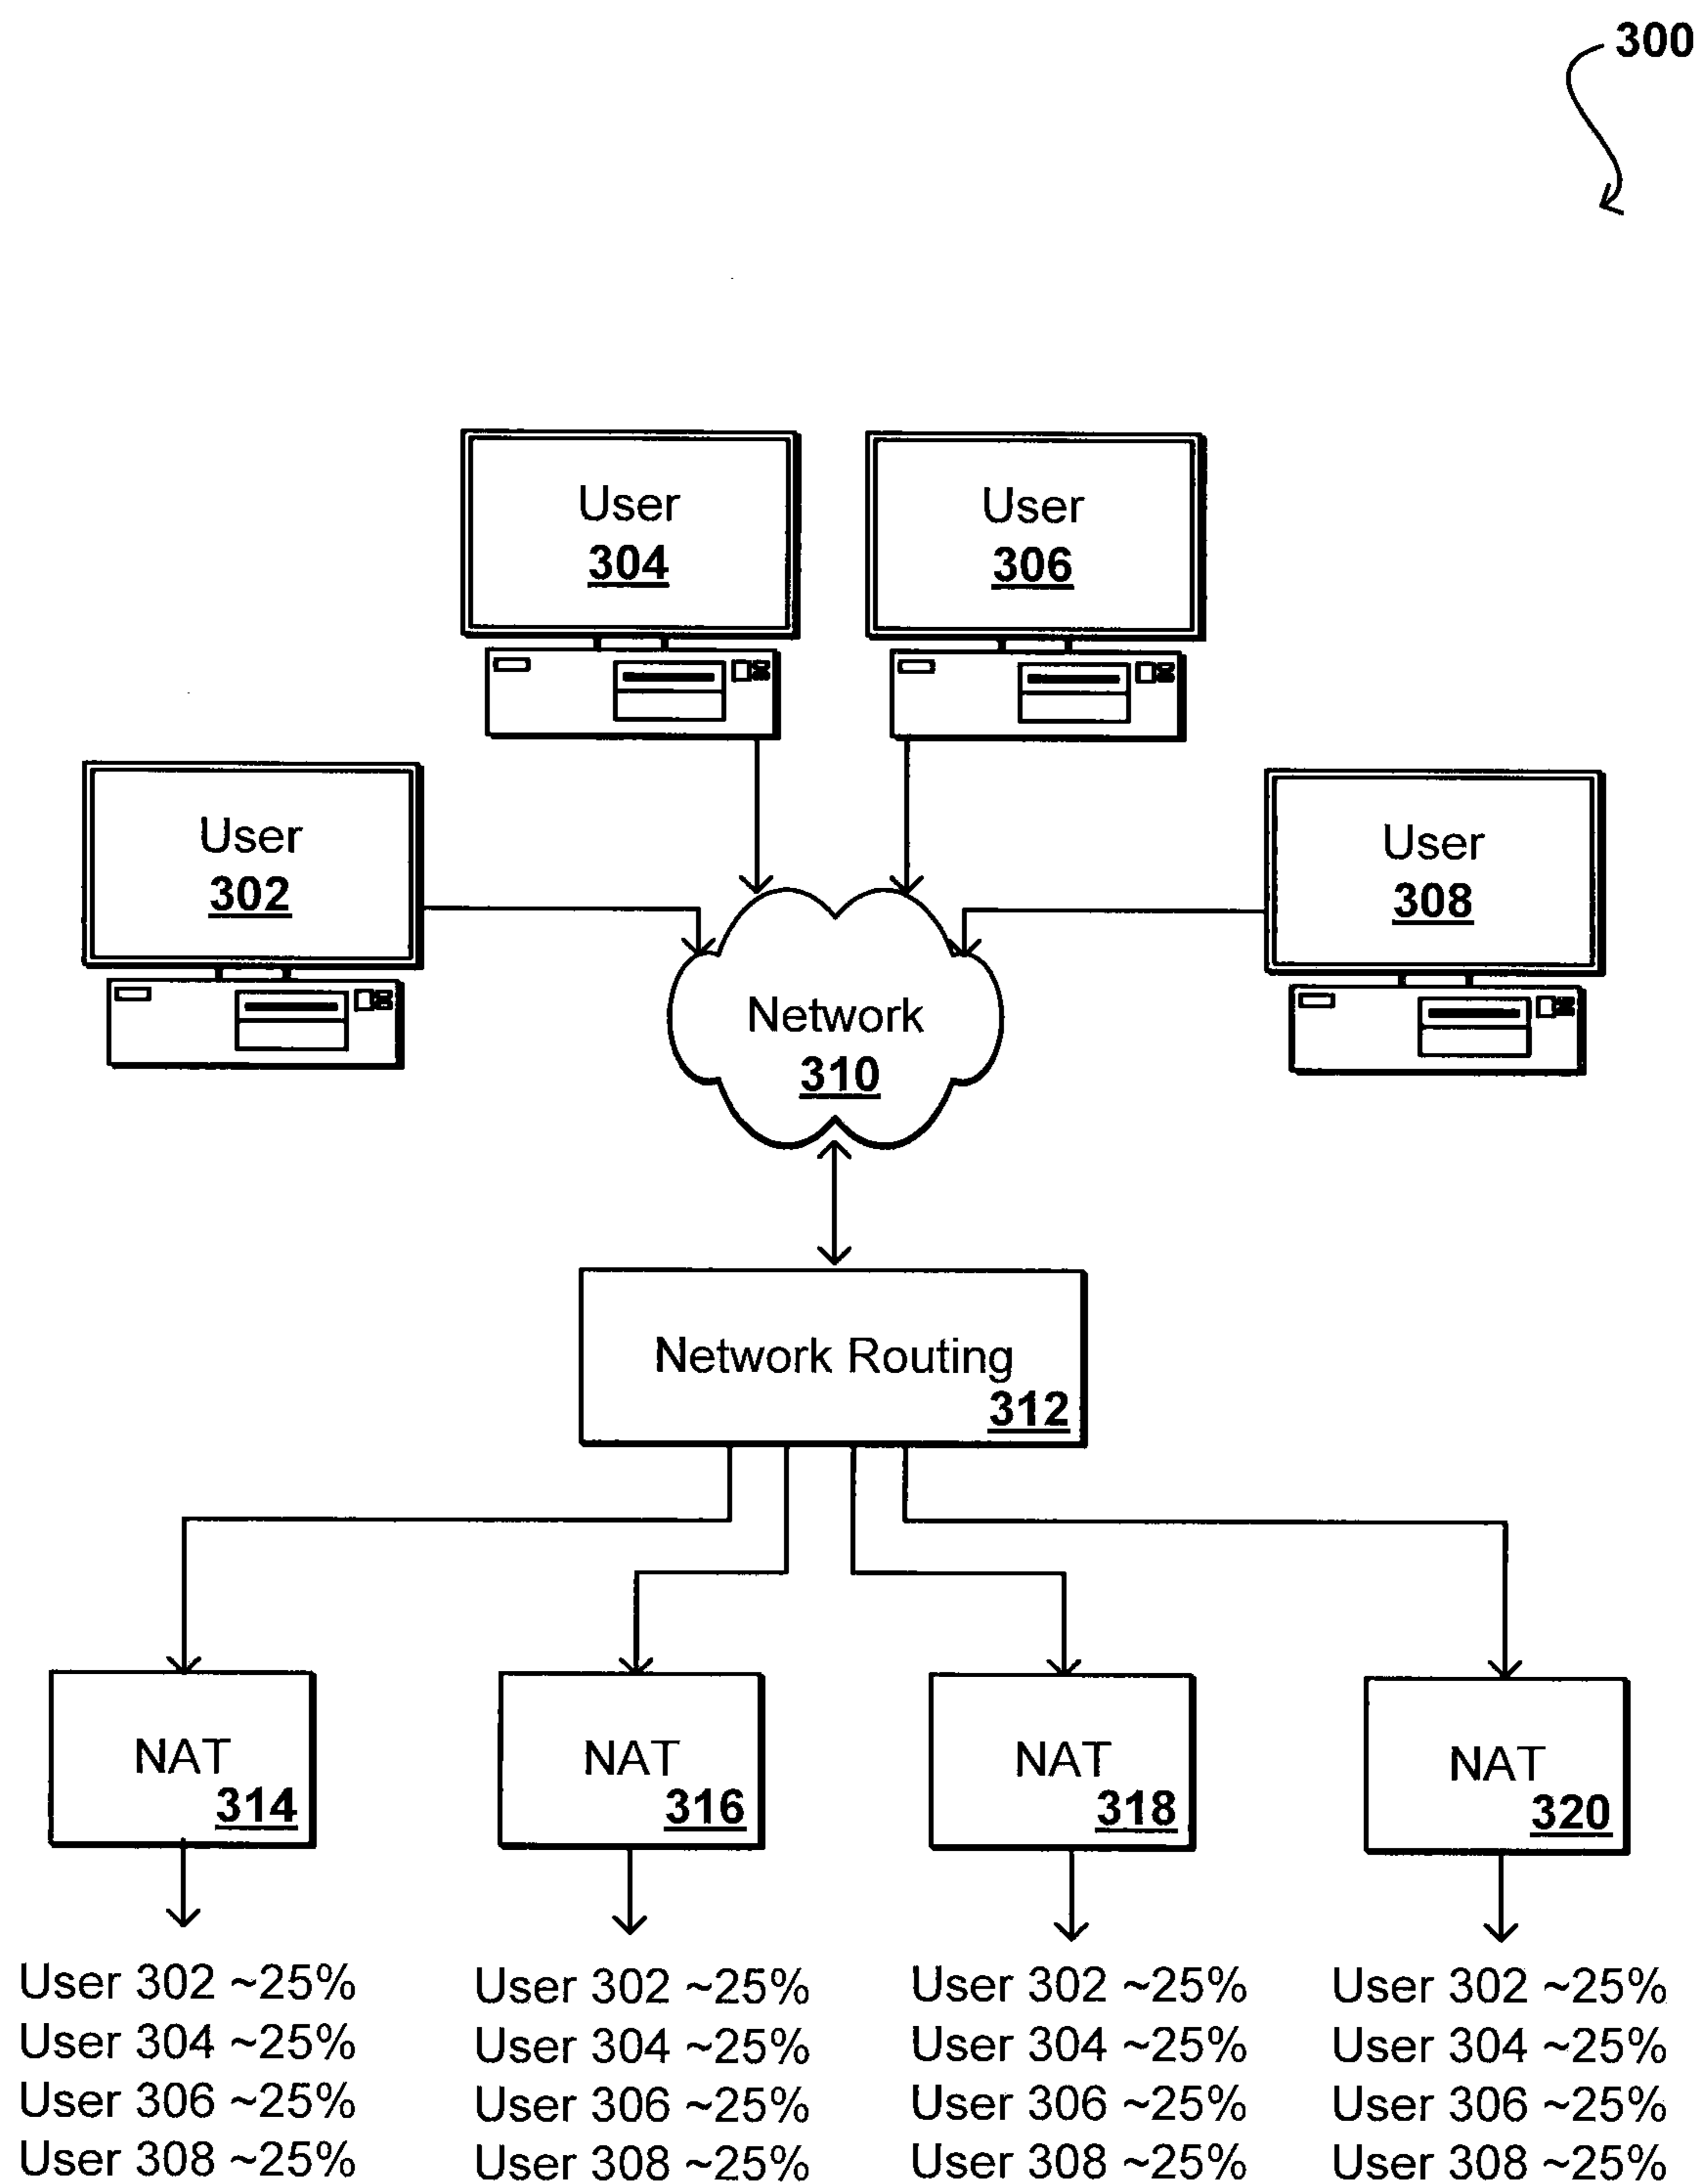 300
User
304
User
306
User
302
User
308
Network
310
Network Routing
312
NAT
314
NAT
316
NAT
318
NAT
320
User 302 ~25%
User 304 ~25%
User 306 ~25%
User 308 ~25%
User 302 ~25%
User 304 ~25%
User 306 ~25%
User 308 ~25%
User 302 ~25%
User 304 ~25%
User 306 ~25%
User 308 ~25%
User 302 ~25%
User 304 ~25%
User 306 ~25%
User 308 ~25%